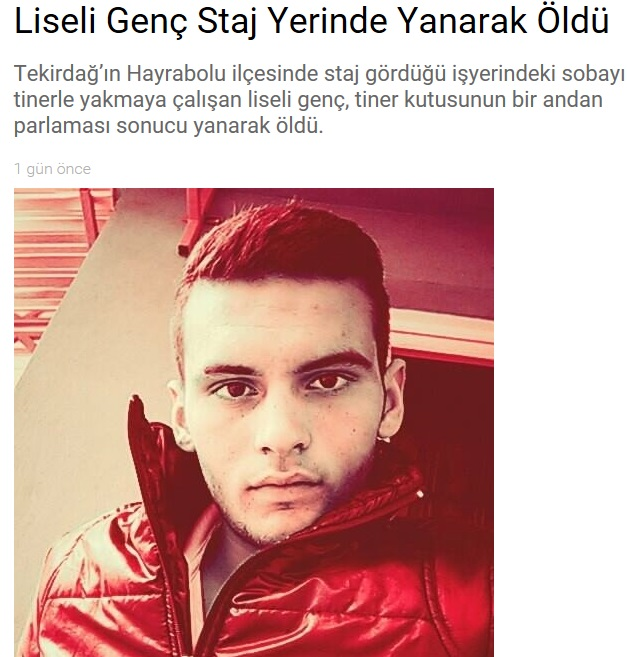 Liseli Genç Staj Yerinde Yanarak Öldü
Tekirdağ’ın Hayrabolu ilçesinde staj gördüğü işyerindeki sobayı
tinerle yakmaya çalışan liseli genç, tiner kutusunun bir andan
parlaması sonucu yanarak öldü.
1 gün önce